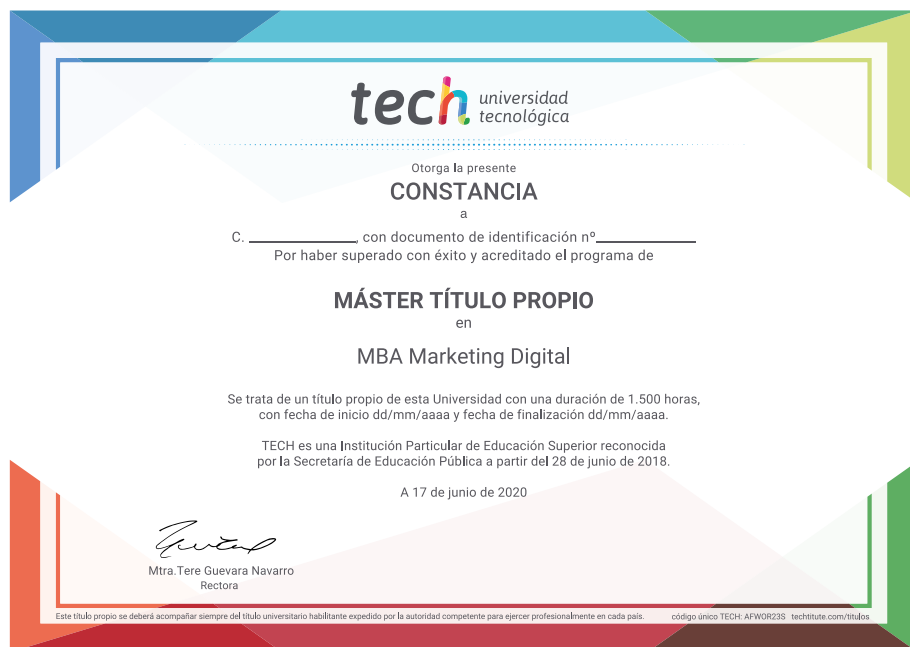 tech universidad
tecnológica
Otorga la presente
CONSTANCIA
a
C. ______________, con documento de identificación nº_____________
Por haber superado con éxito y acreditado el programa de
MÁSTER TÍTULO PROPIO
en
MBA Marketing Digital
Se trata de un título propio de esta Universidad con una duración de 1.500 horas,
con fecha de inicio dd/mm/aaaa y fecha de finalización dd/mm/aaaa.
TECH es una Institución Particular de Educación Superior reconocida
por la Secretaría de Educación Pública a partir del 28 de junio de 2018.
A 17 de junio de 2020
Mtra.Tere Guevara Navarro
Rectora
Este título propio se deberá acompañar siempre del título universitario habilitante expedido por la autoridad competente para ejercer profesionalmente en cada país. código único TECH: AFWOR23S techtitute.com/titulos